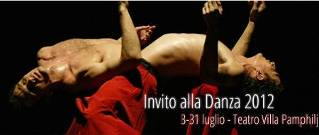 Invito alla Danza 2012
3-31 luglio - Teatro Villa Pamphilj